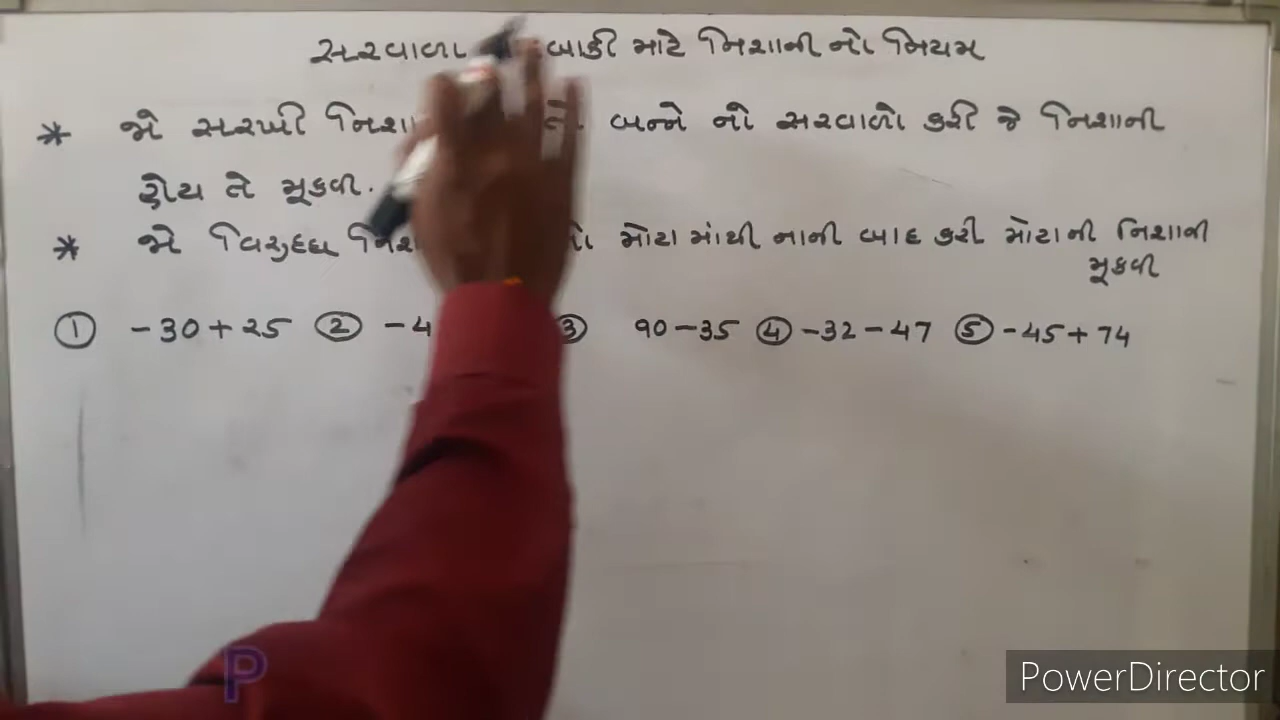 સરવાળા બાકી માટે નિશાની નો નિયમ
* જો સરખી બન્ને નો સરવાળો કરી જે નિશાની
હોય તે મૂકવી.
* જો વિરુદ્ધ મોટા માંથી નાની બાદ કરી મોટા ની નિશાની
મૂકવી
① -30+25 ② -4 ③ 90-35 ④ -32-47 ⑤ -45+74
P
PowerDirector